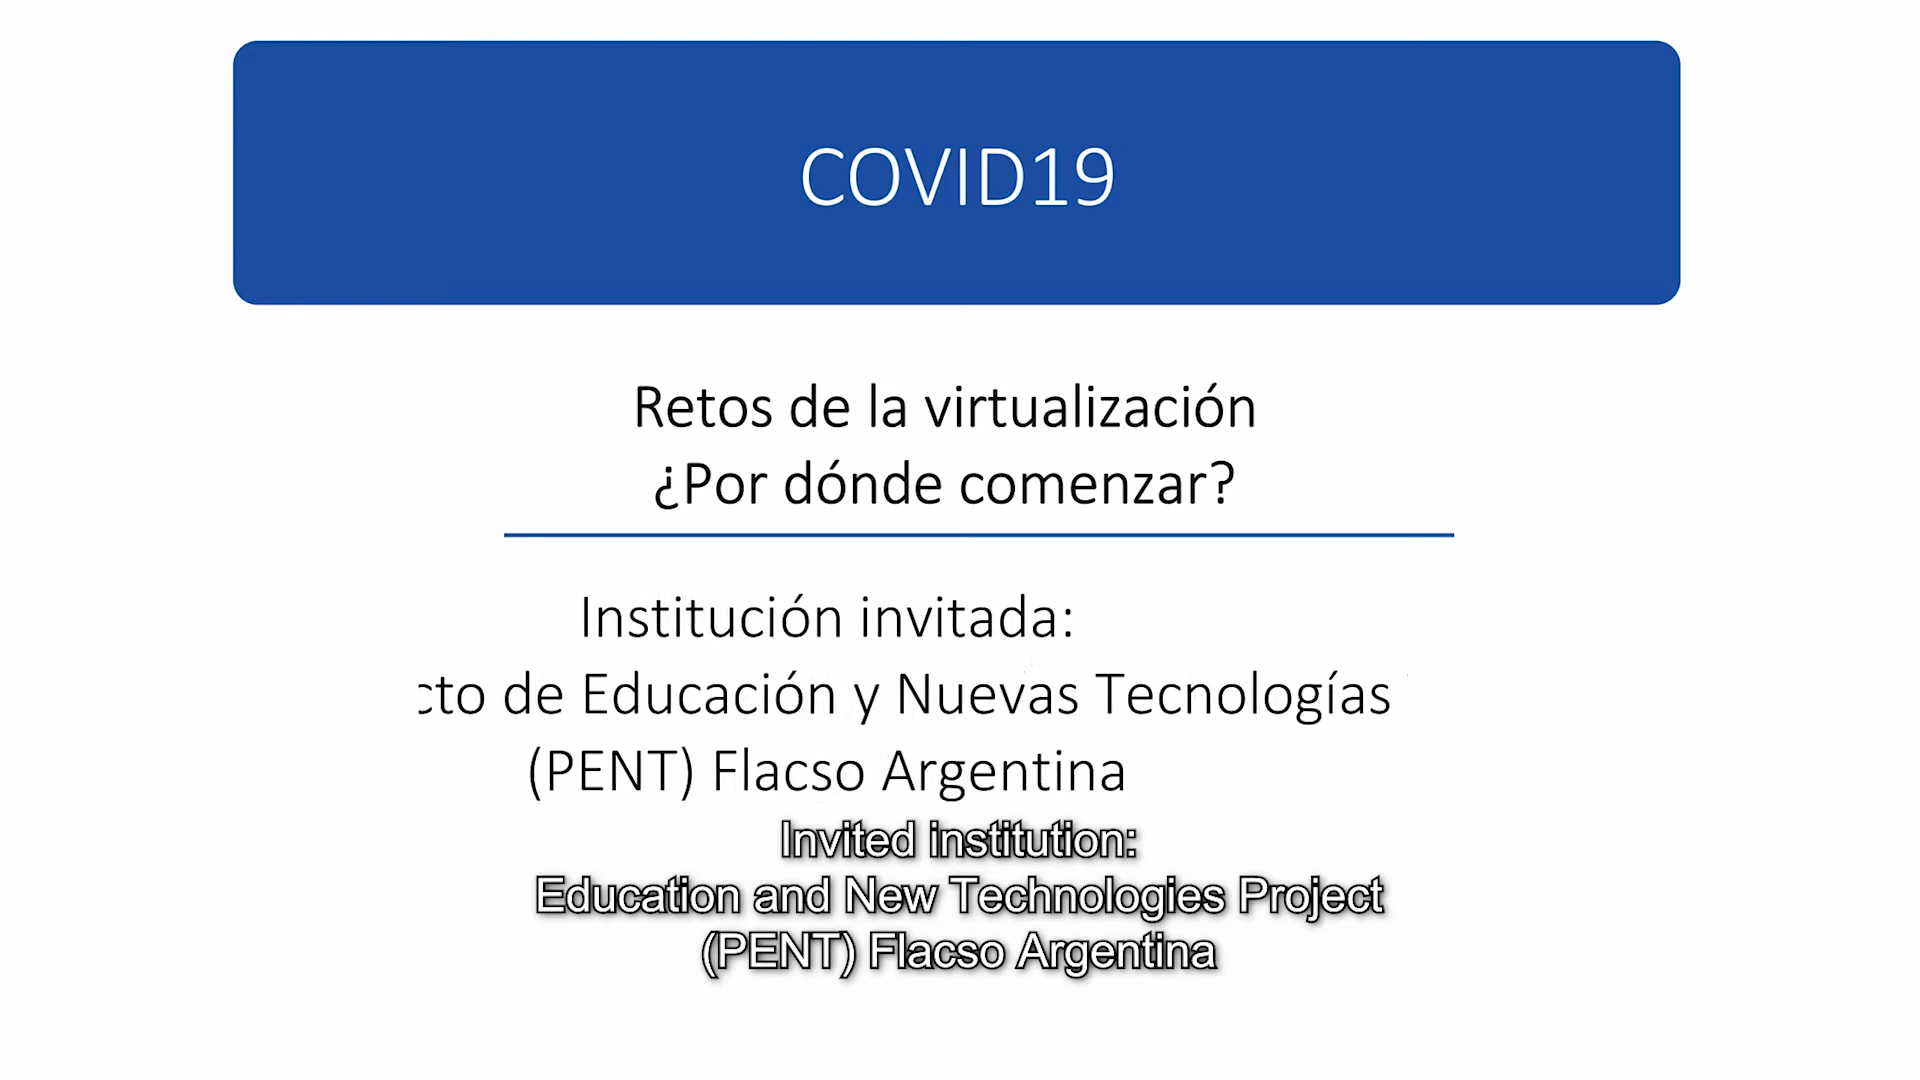 COVID19
Retos de la virtualización
¿Por dónde comenzar?
Institución invitada:
cto de Educación y Nuevas Tecnologías
(PENT) Flacso Argentina
Invited institution:
Education and New Technologies Project
(PENT) Flacso Argentina